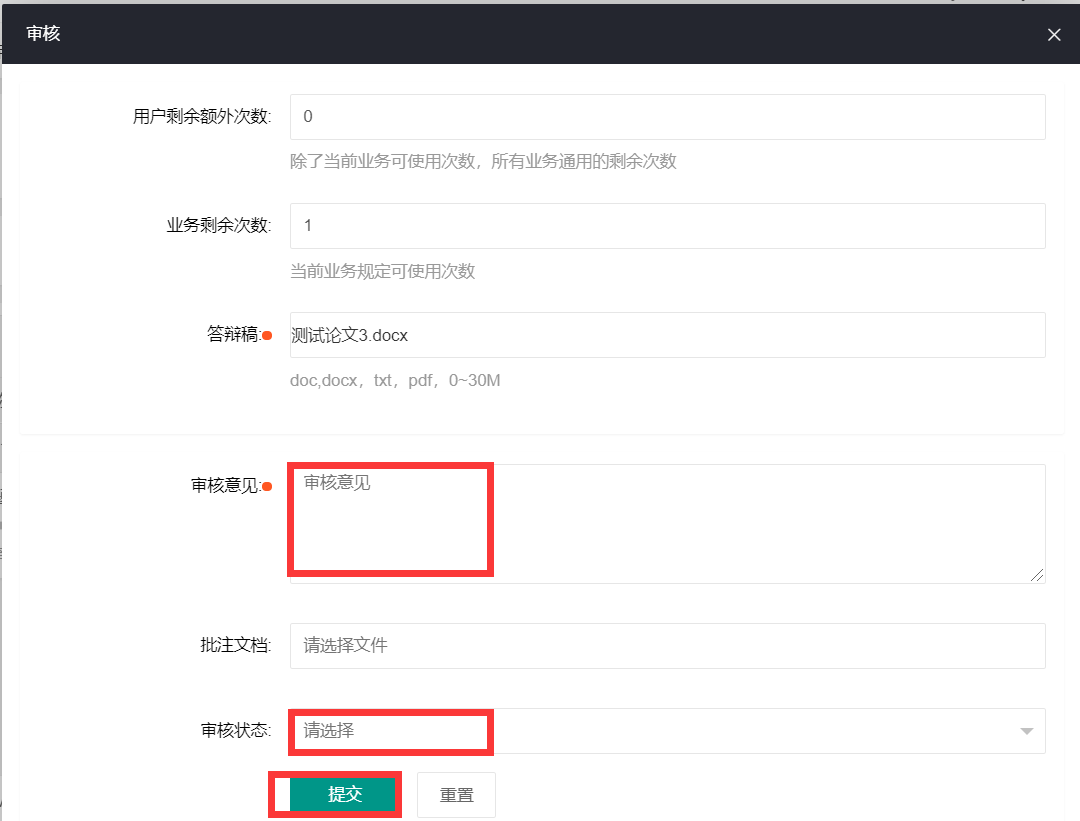 审核
用户剩余额外次数: 0
除了当前业务可使用次数，所有业务通用的剩余次数
业务剩余次数: 1
当前业务规定可使用次数
答辩稿: 测试论文3.docx
doc,docx，txt，pdf，0~30M
审核意见: 审核意见
批注文档: 请选择文件
审核状态: 请选择
提交 重置